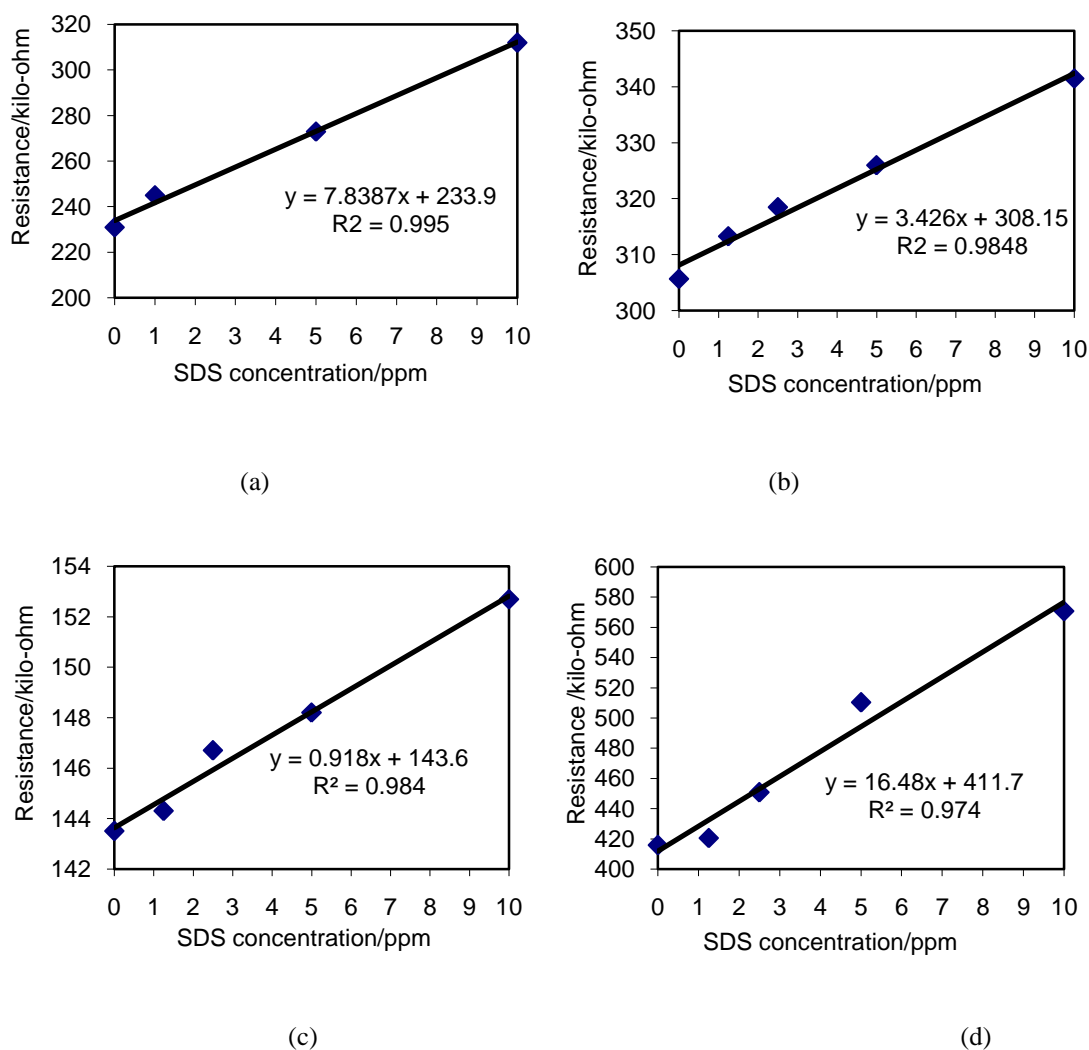 320
300
280
260
240
220
200
Resistance/kilo-ohm
y = 7.8387x + 233.9
R2 = 0.995
0 1 2 3 4 5 6 7 8 9 10
SDS concentration/ppm
(a)
350
340
330
320
310
300
Resistance/kilo-ohm
y = 3.426x + 308.15
R2 = 0.9848
0 1 2 3 4 5 6 7 8 9 10
SDS concentration/ppm
(b)
154
152
150
148
146
144
142
Resistance/kilo-ohm
y = 0.918x + 143.6
R² = 0.984
0 1 2 3 4 5 6 7 8 9 10
SDS concentration/ppm
(c)
600
580
560
540
520
500
480
460
440
420
400
Resistance /kilo-ohm
y = 16.48x + 411.7
R² = 0.974
0 1 2 3 4 5 6 7 8 9 10
SDS concentration/ppm
(d)